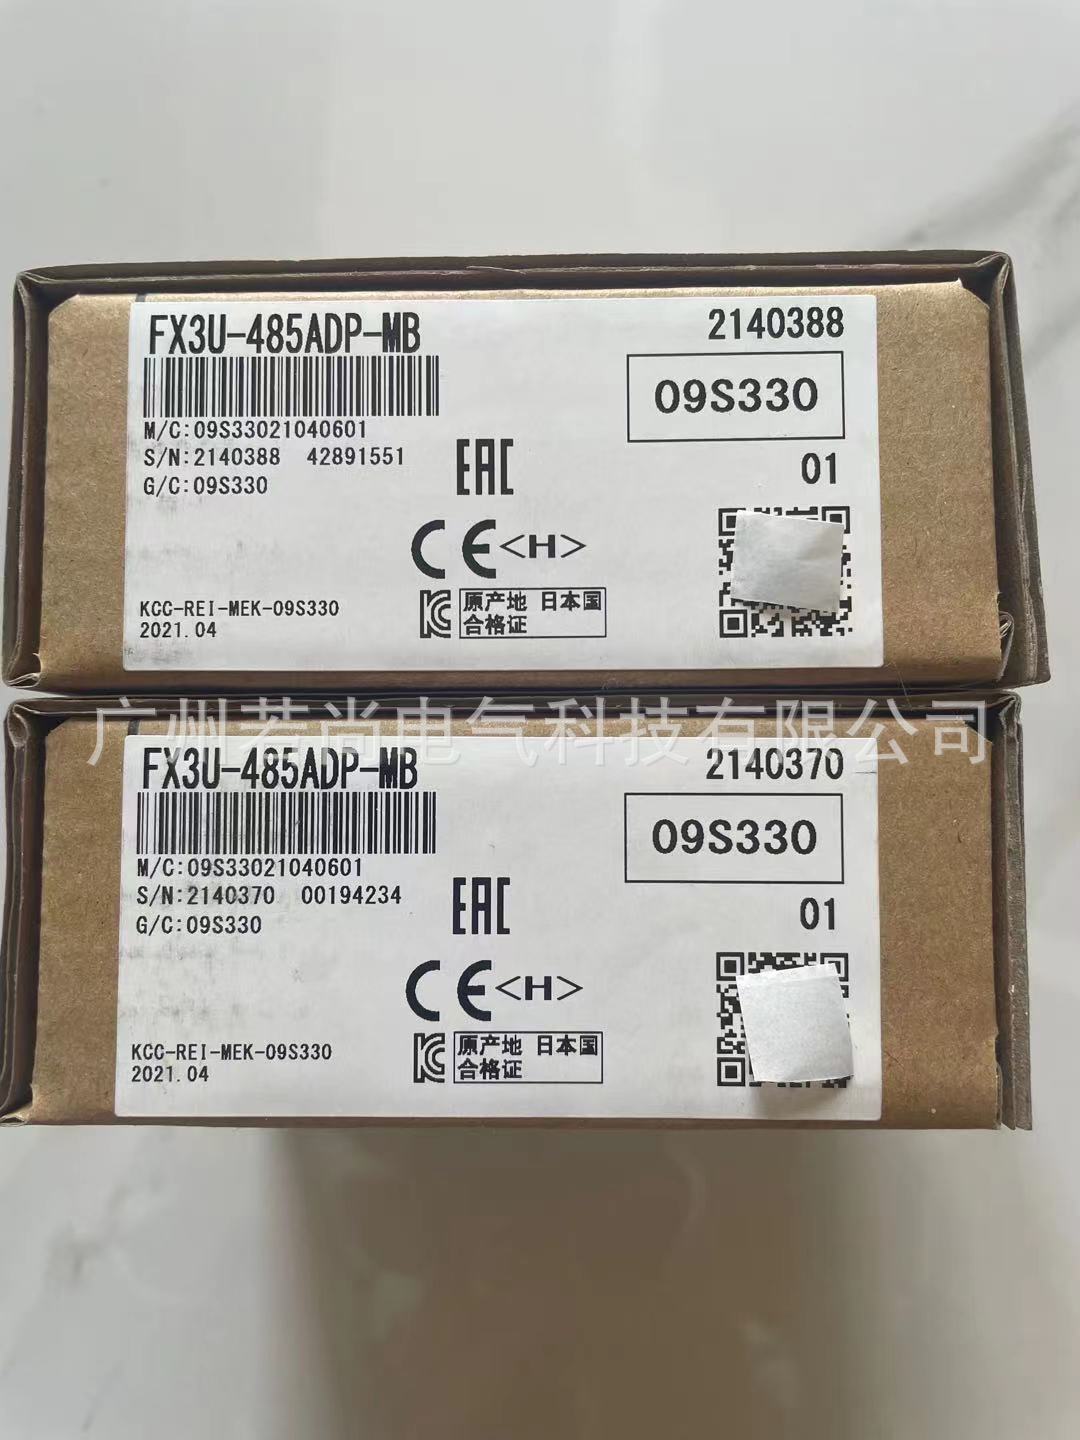 FX3U-485ADP-MB
2140388
09S330
M/C:09S33021040601
S/N:2140388 42891551
G/C:09S330
EAC
01
CE <H>
KCC-REI-MEK-09S330
2021.04
KC
原产地 日本国
合格证
广州若尚电气科技有限公司
FX3U-485ADP-MB
2140370
09S330
M/C:09S33021040601
S/N:2140370 00194234
G/C:09S330
EAC
01
CE <H>
KCC-REI-MEK-09S330
2021.04
KC
原产地 日本国
合格证